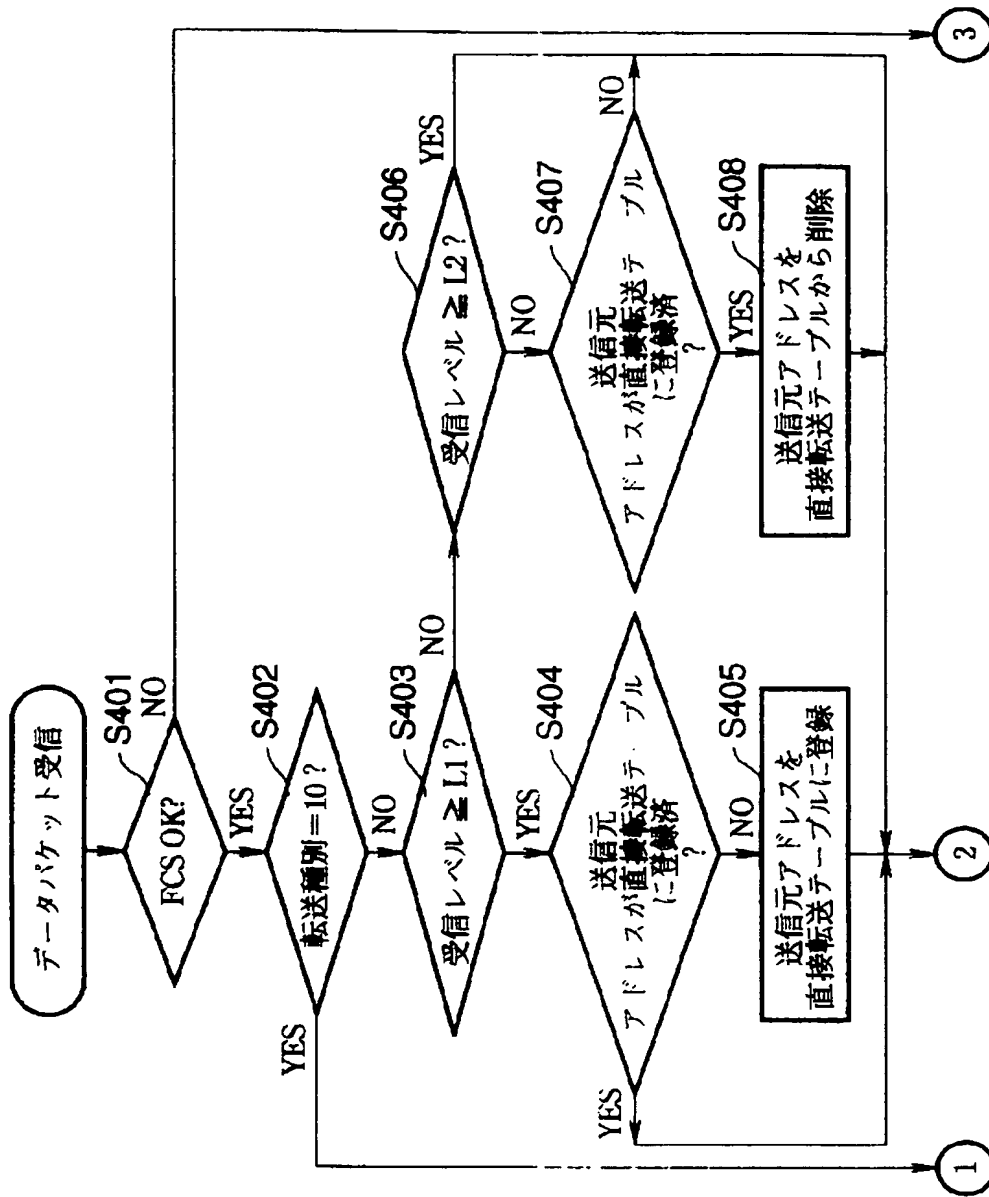 データパケット受信
S401
FCS OK?
NO
YES
S402
転送種別=10?
YES
NO
S403
受信レベル ≧ L1?
NO
YES
S406
受信レベル ≧ L2?
YES
NO
S404
送信元
アドレスが直接転送テーブル
に登録済
?
YES
NO
S407
送信元
アドレスが直接転送テーブル
に登録済
?
NO
YES
S405
送信元アドレスを
直接転送テーブルに登録
S408
送信元アドレスを
直接転送テーブルから削除
1
2
3